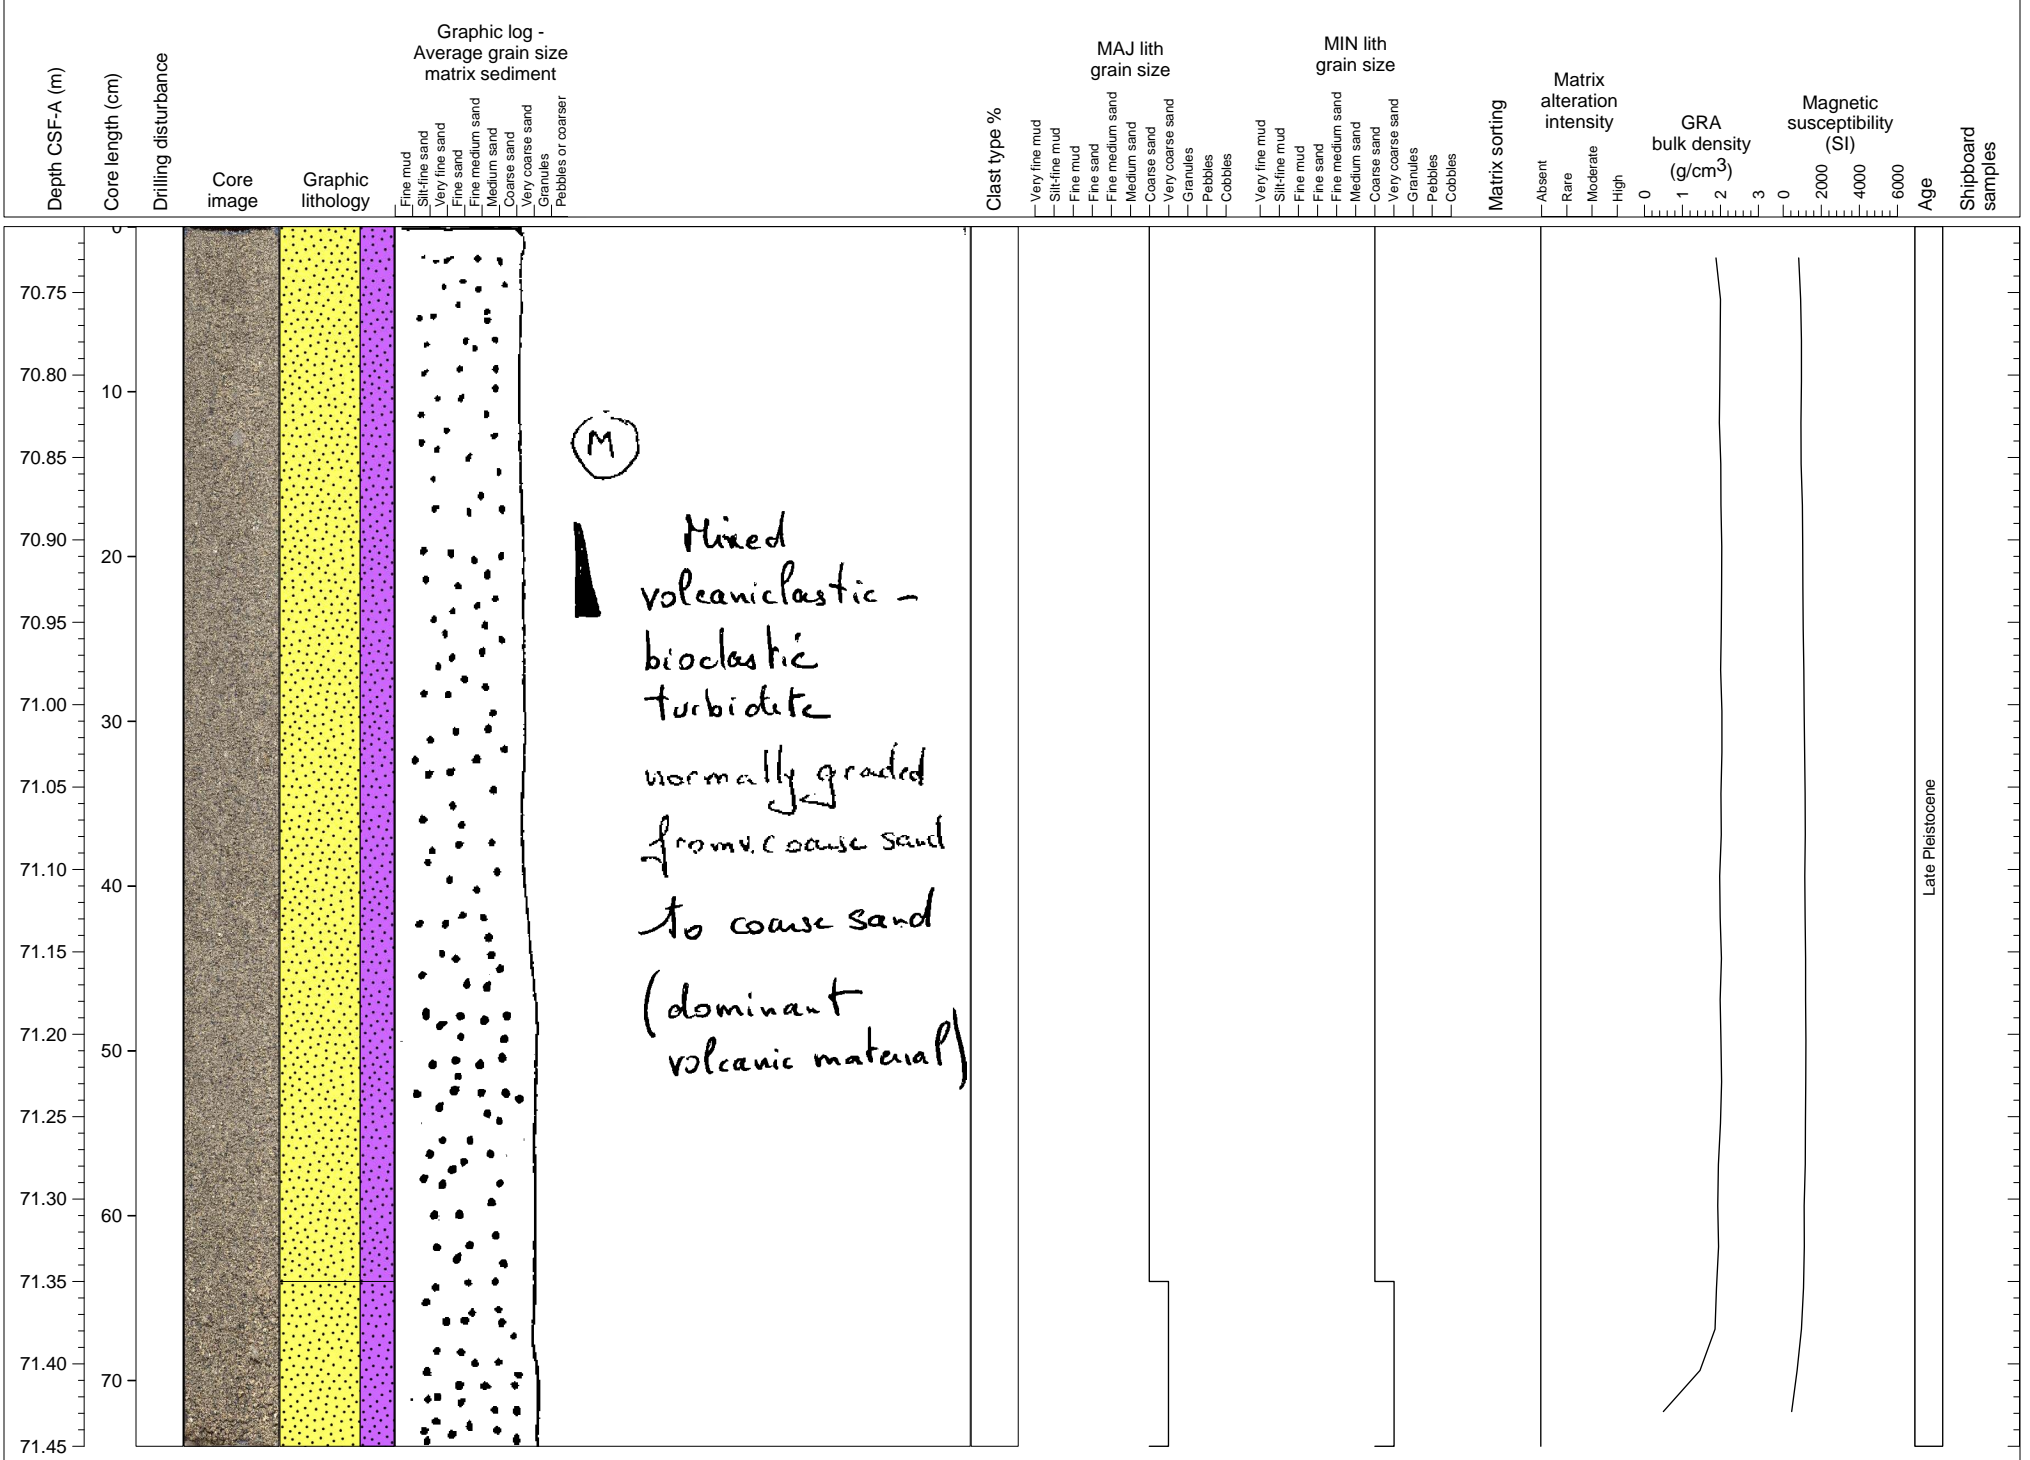 Graphic log -
Average grain size
matrix sediment
MAJ lith
grain size
MIN lith
grain size
Matrix
alteration
intensity
GRA
bulk density
(g/cm3)
Magnetic
susceptibility
(SI)
Depth CSF-A (m)
Core length (cm)
Drilling disturbance
Core
image
Graphic
lithology
Fine mud
Silt-fine sand
Very fine sand
Fine sand
Fine medium sand
Medium sand
Coarse sand
Very coarse sand
Granules
Pebbles or coarser
Clast type %
Very fine mud
Silt-fine mud
Fine mud
Fine sand
Fine medium sand
Medium sand
Coarse sand
Very coarse sand
Granules
Pebbles
Cobbles
Very fine mud
Silt-fine mud
Fine mud
Fine sand
Fine medium sand
Medium sand
Coarse sand
Very coarse sand
Granules
Pebbles
Cobbles
Matrix sorting
Absent
Rare
Moderate
High
0 1 2 3
0 2000 4000 6000
Age
Shipboard
samples
0
70.75
70.80
10
M
70.85
70.90
20
70.95
71.00
30
71.05
71.10
40
71.15
71.20
50
71.25
71.30
60
71.35
71.40
70
71.45
Mixed
volcaniclastic -
bioclastic
turbidite
normally graded
from v. coarse sand
to coarse sand
(dominant
volcanic material)
Late Pleistocene